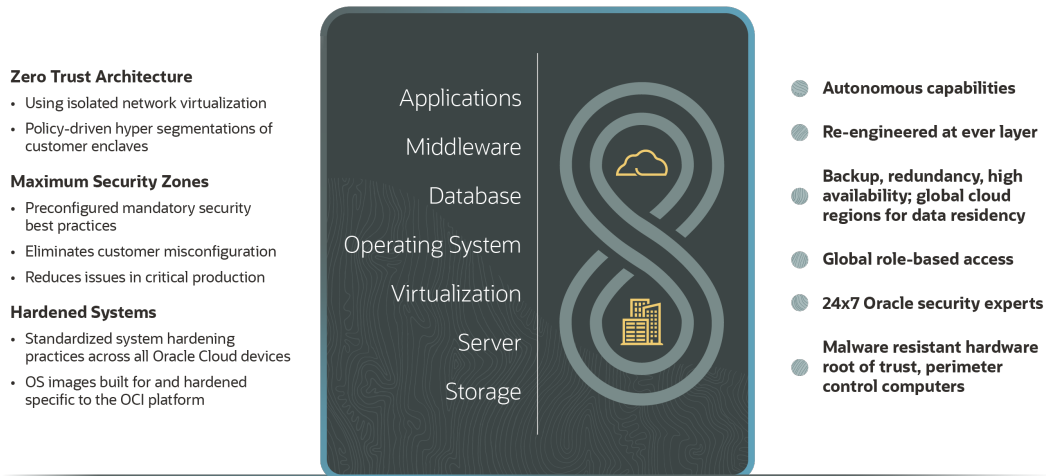 Zero Trust Architecture
• Using isolated network virtualization
• Policy-driven hyper segmentations of
customer enclaves
Maximum Security Zones
• Preconfigured mandatory security
best practices
• Eliminates customer misconfiguration
• Reduces issues in critical production
Hardened Systems
• Standardized system hardening
practices across all Oracle Cloud devices
• OS images built for and hardened
specific to the OCI platform
Applications
Middleware
Database
Operating System
Virtualization
Server
Storage
Autonomous capabilities
Re-engineered at ever layer
Backup, redundancy, high
availability; global cloud
regions for data residency
Global role-based access
24x7 Oracle security experts
Malware resistant hardware
root of trust, perimeter
control computers